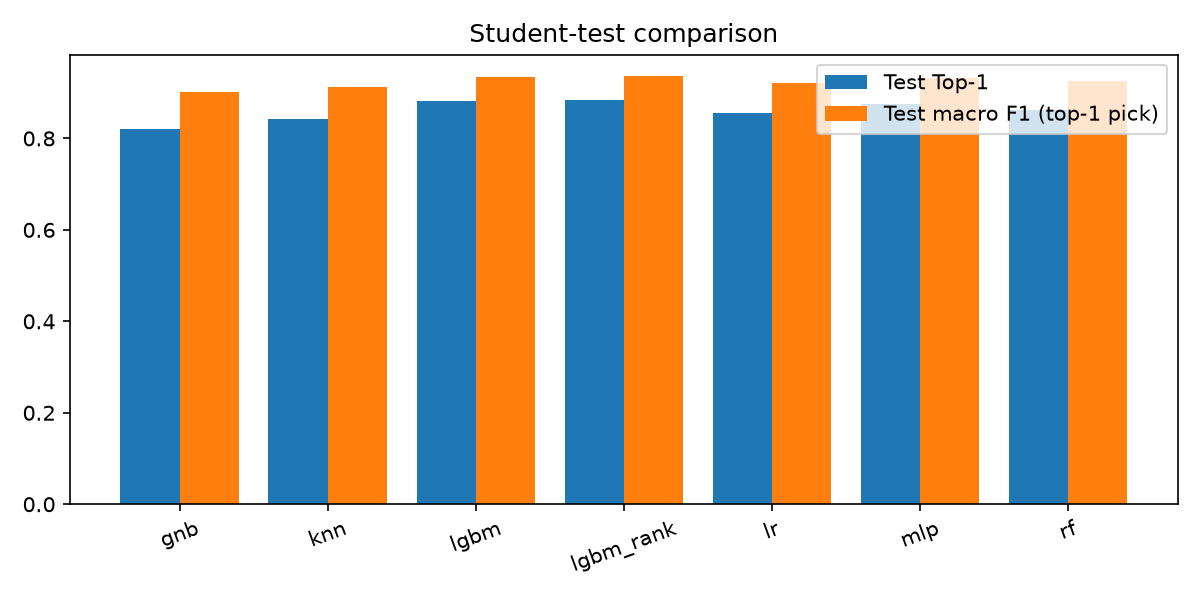 Student-test comparison
Test Top-1
Test macro F1 (top-1 pick)
0.8
0.6
0.4
0.2
0.0
gnb
knn
lgbm
lgbm_rank
lr
mlp
rf